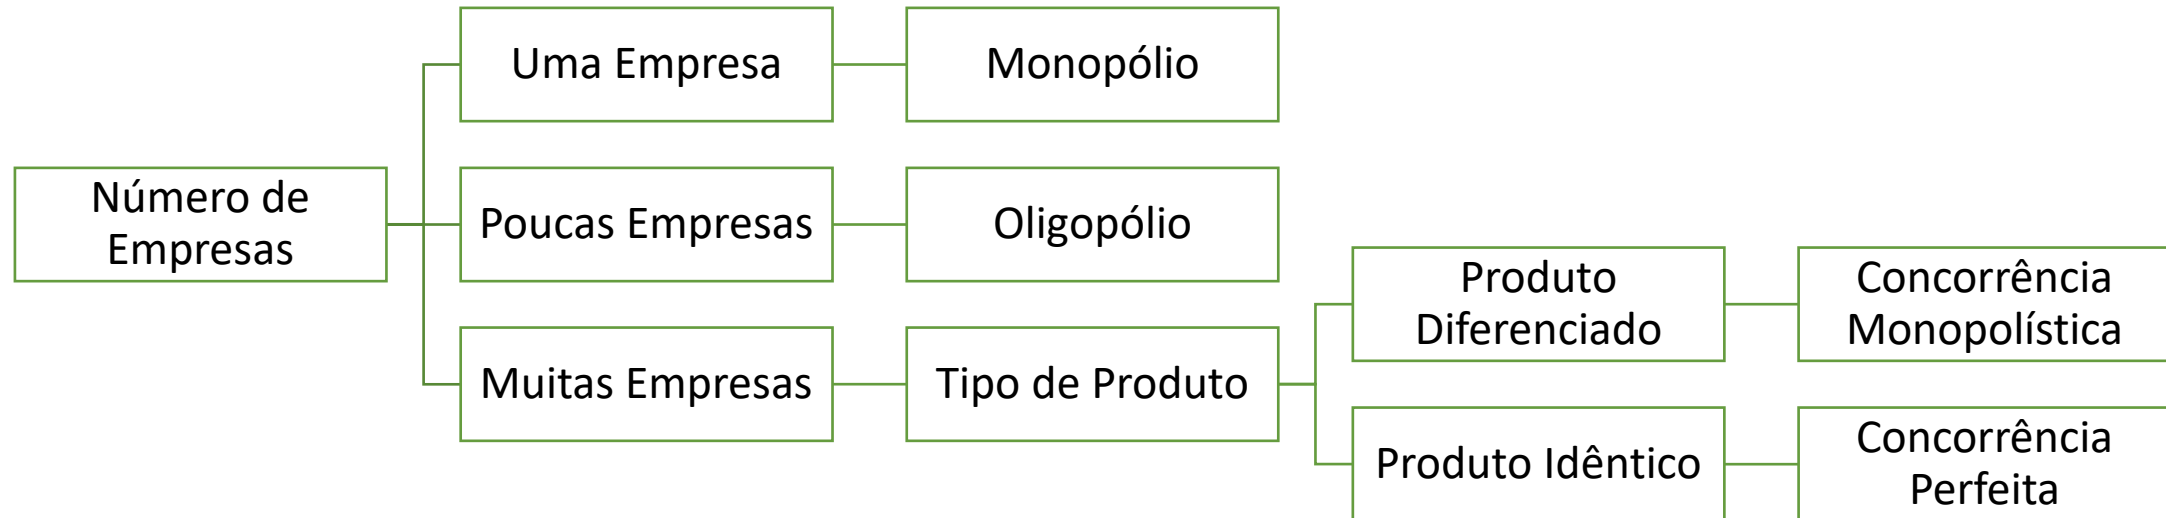 Uma Empresa
Monopólio
Número de
Empresas
Poucas Empresas
Oligopólio
Muitas Empresas
Tipo de Produto
Produto
Diferenciado
Concorrência
Monopolística
Produto Idêntico
Concorrência
Perfeita